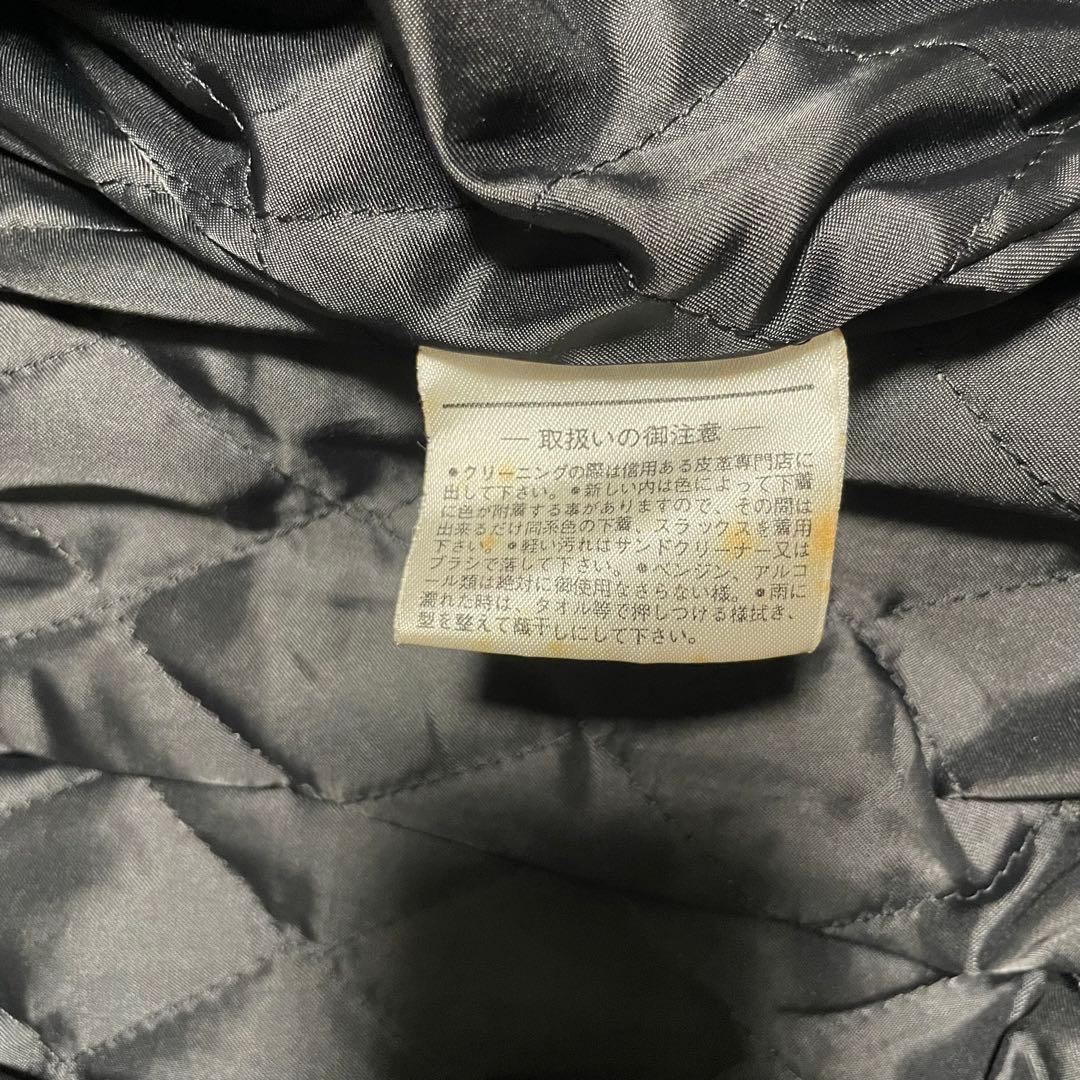 — 取扱いの御注意 —
●クリーニングの際は信用ある皮革専門店に
出して下さい。●新しい内は色によって下着
に色が附着する事がありますので、その間は
出来るだけ同系色の下着、スラックスを着用
下さい。●軽い汚れはサンドクリーナー又は
ブラシで落して下さい。●ベンジン、アルコ
ール類は絶対に御使用なさらない様。●雨に
濡れた時は、タオル等で押しつける様拭き、
型を整えて蔭干しにして下さい。